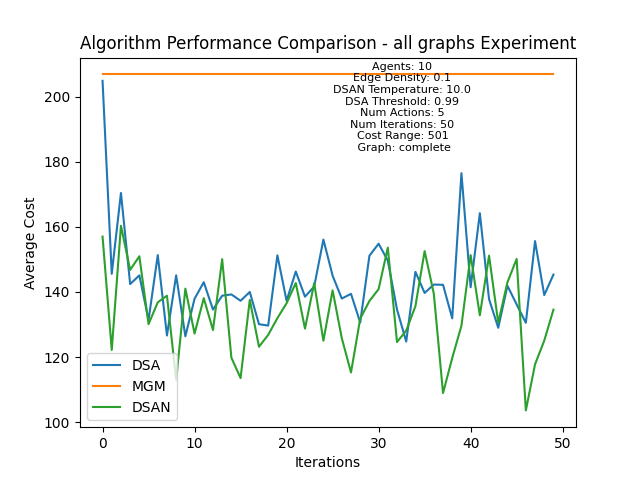 Algorithm Performance Comparison - all graphs Experiment
Agents: 10
Edge Density: 0.1
DSAN Temperature: 10.0
DSA Threshold: 0.99
Num Actions: 5
Num Iterations: 50
Cost Range: 501
Graph: complete
Average Cost
200
180
160
140
120
100
DSA
MGM
DSAN
0
10
20
30
40
50
Iterations